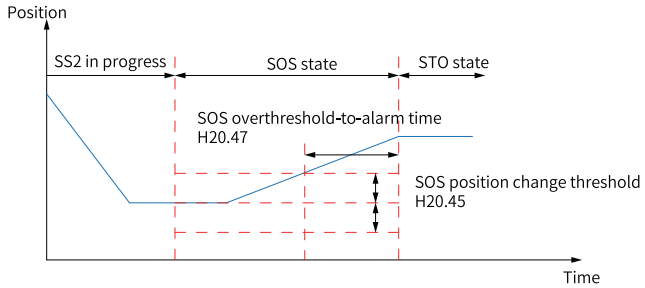 Position
SS2 in progress
SOS state
STO state
SOS overthreshold-to-alarm time
H20.47
SOS position change threshold
H20.45
Time